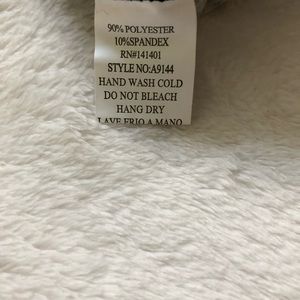 90% POLYESTER
10%SPANDEX
RN#141401
STYLE NO:A9144
HAND WASH COLD
DO NOT BLEACH
HANG DRY
LAVE FRIO A MANO